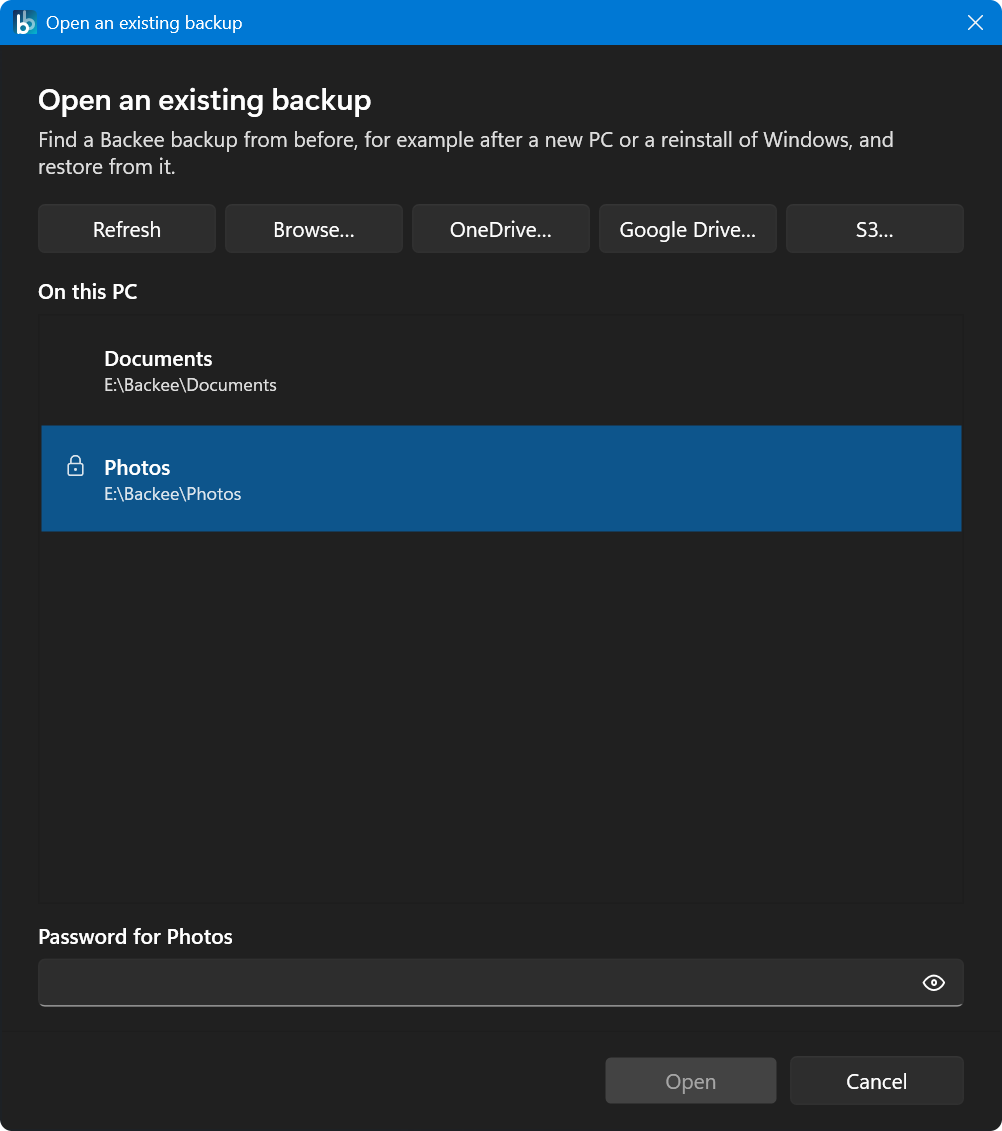 Open an existing backup
Open an existing backup
Find a Backee backup from before, for example after a new PC or a reinstall of Windows, and
restore from it.
Refresh
Browse...
OneDrive...
Google Drive...
S3...
On this PC
Documents
E:\Backee\Documents
Photos
E:\Backee\Photos
Password for Photos
Open
Cancel